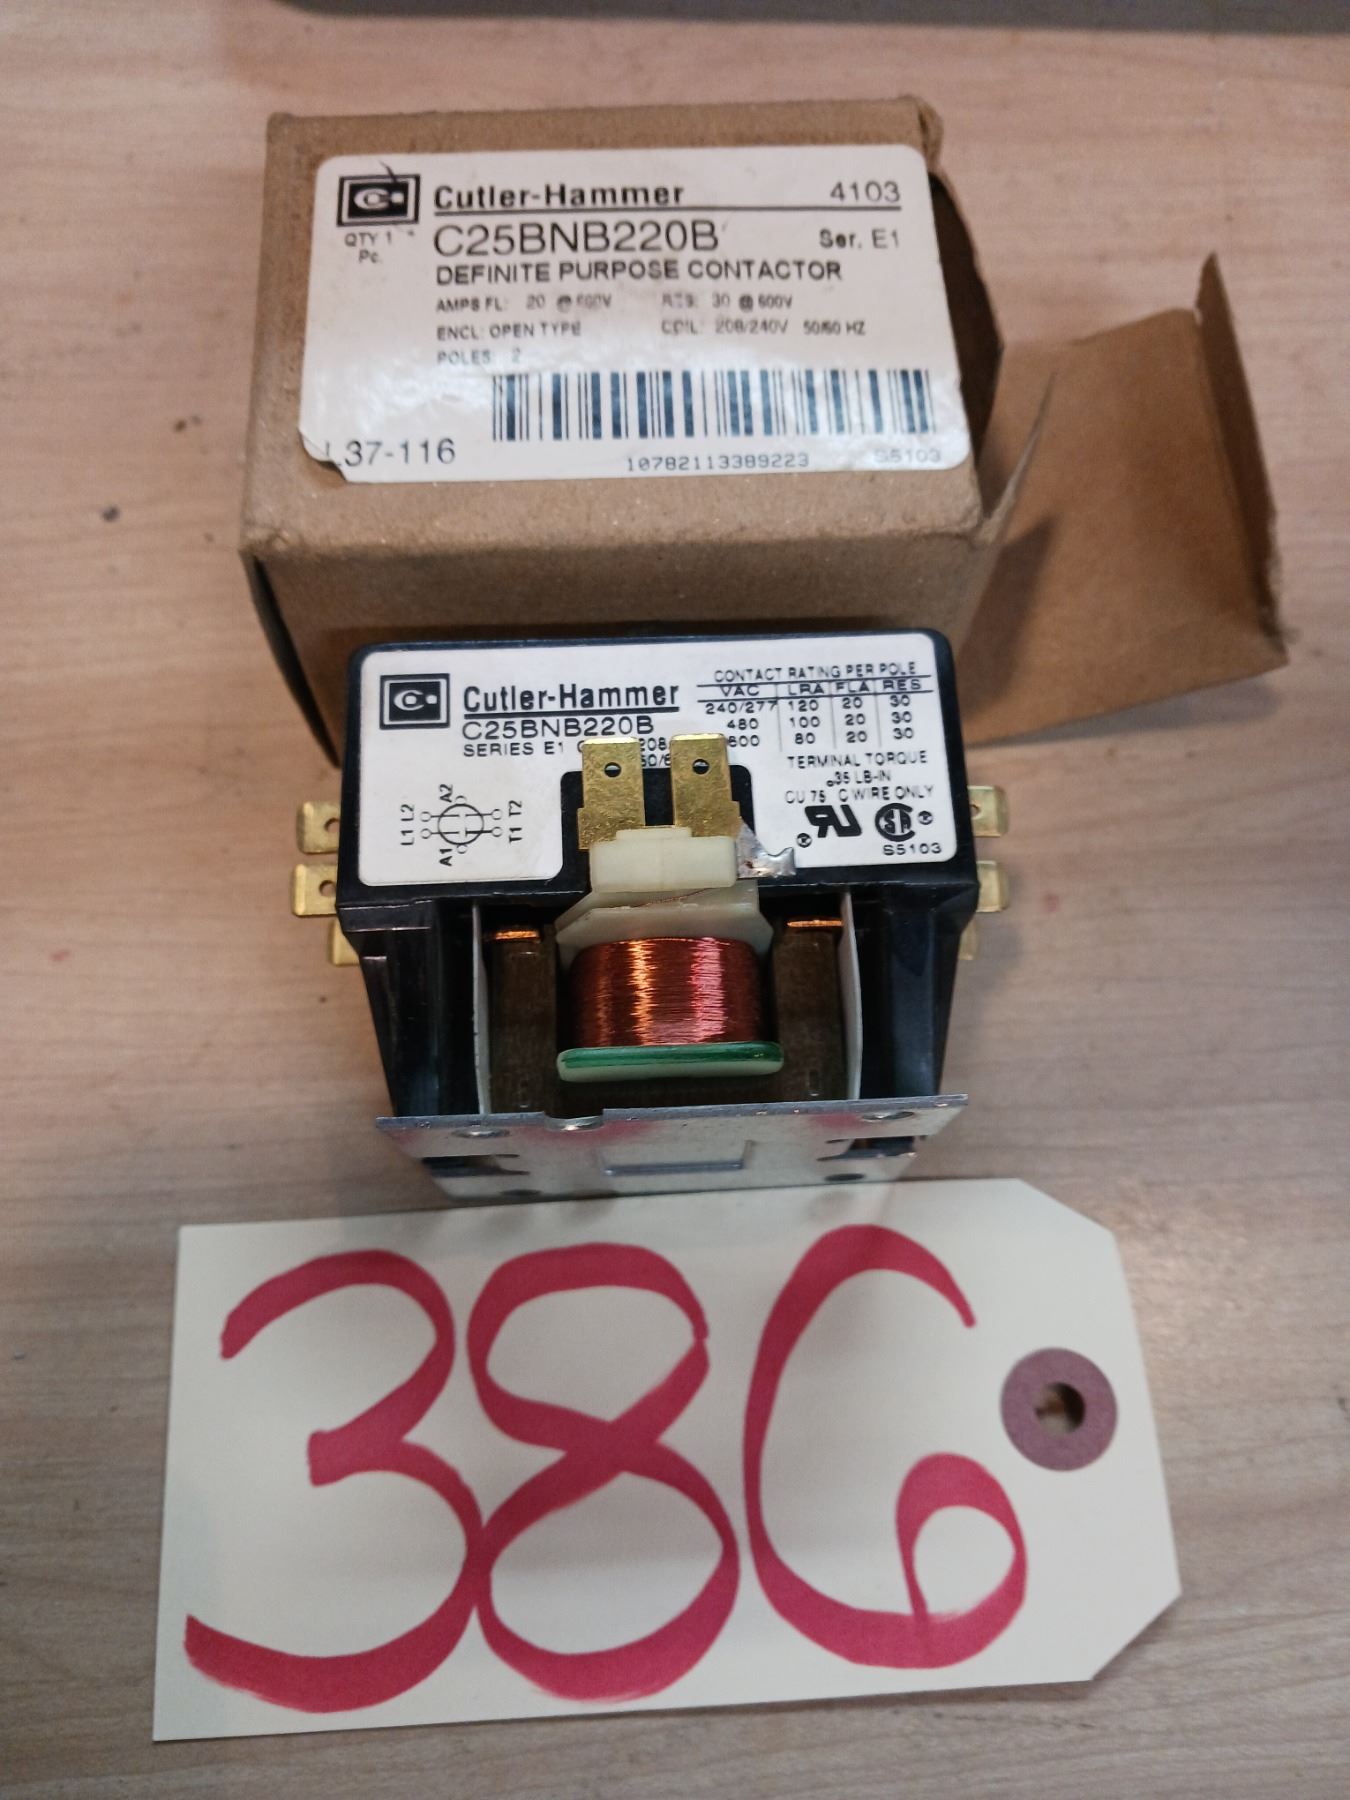 Cutler-Hammer 4103
QTY 1 C25BNB220B Ser. E1
Pc.
DEFINITE PURPOSE CONTACTOR
AMPS FL: 20 @ 600V RES: 30 @ 600V
ENCL: OPEN TYPE COIL: 208/240V 50/60 HZ
POLES: 2
L37-116
10782113389223 S5103
Cutler-Hammer
C25BNB220B
SERIES E1
CONTACT RATING PER POLE
VAC LRA FLA RES
240/277 120 20 30
480 100 20 30
600 80 20 30
TERMINAL TORQUE
35 LB-IN
CU 75 C WIRE ONLY
S5103
L1 L2
A2
A1
T1 T2
386